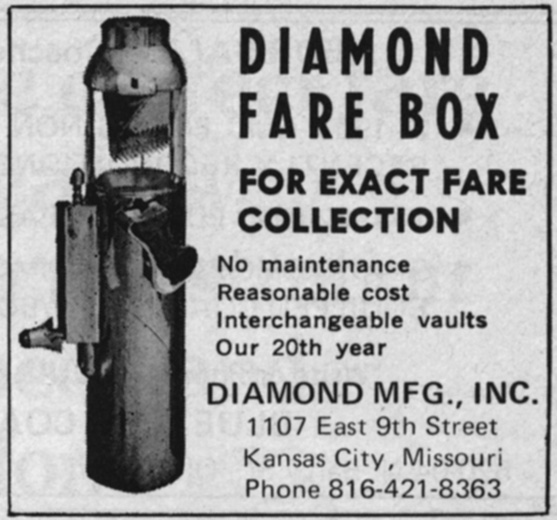 DIAMOND
FARE BOX
FOR EXACT FARE
COLLECTION
No maintenance
Reasonable cost
Interchangeable vaults
Our 20th year
DIAMOND MFG., INC.
1107 East 9th Street
Kansas City, Missouri
Phone 816-421-8363